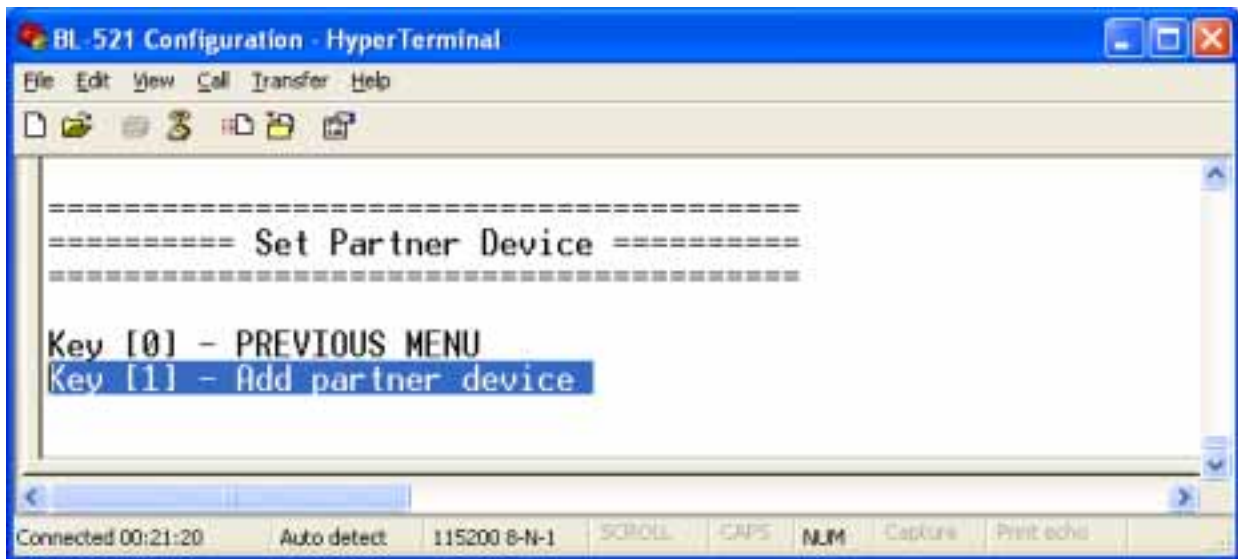 BL-521 Configuration - HyperTerminal
File Edit View Call Transfer Help
========================================
========== Set Partner Device ==========
========================================
Key [0] - PREVIOUS MENU
Key [1] - Add partner device
Connected 00:21:20 Auto detect 115200 8-N-1 SCROLL CAPS NUM Capture Print echo